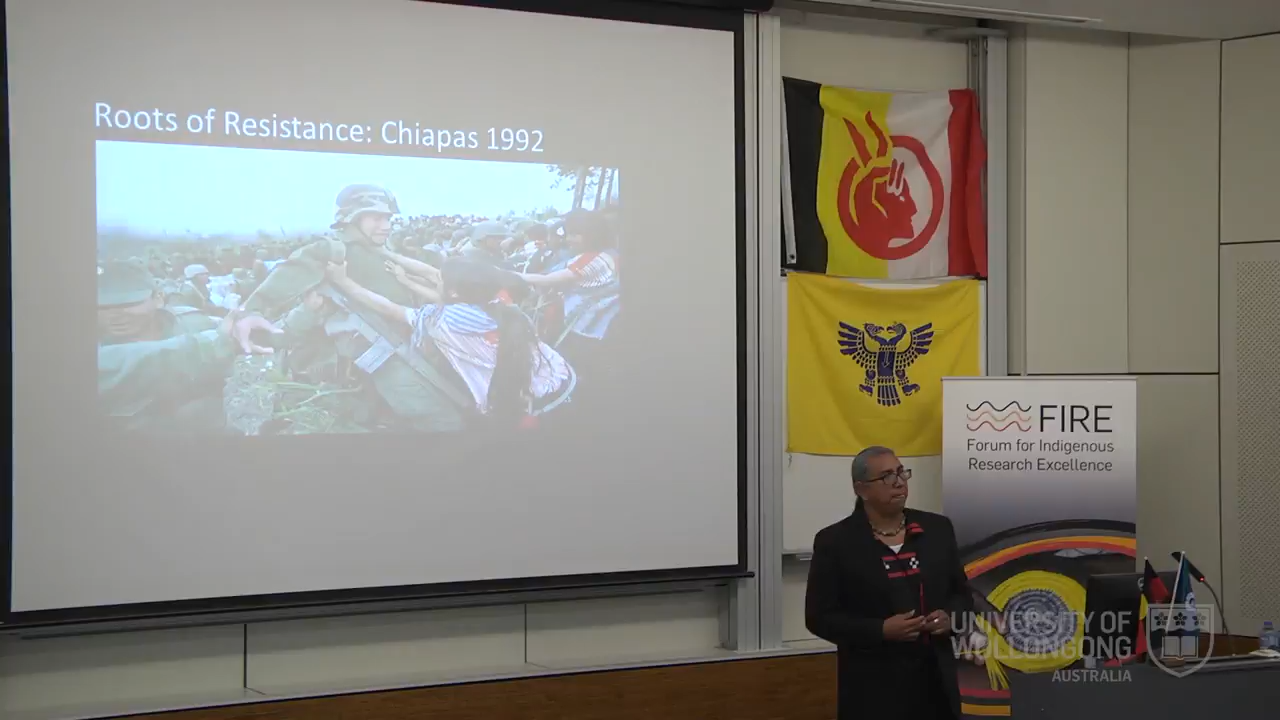 Roots of Resistance: Chiapas 1992
FIRE
Forum for Indigenous
Research Excellence
UNIVERSITY OF
WOLLONGONG
AUSTRALIA